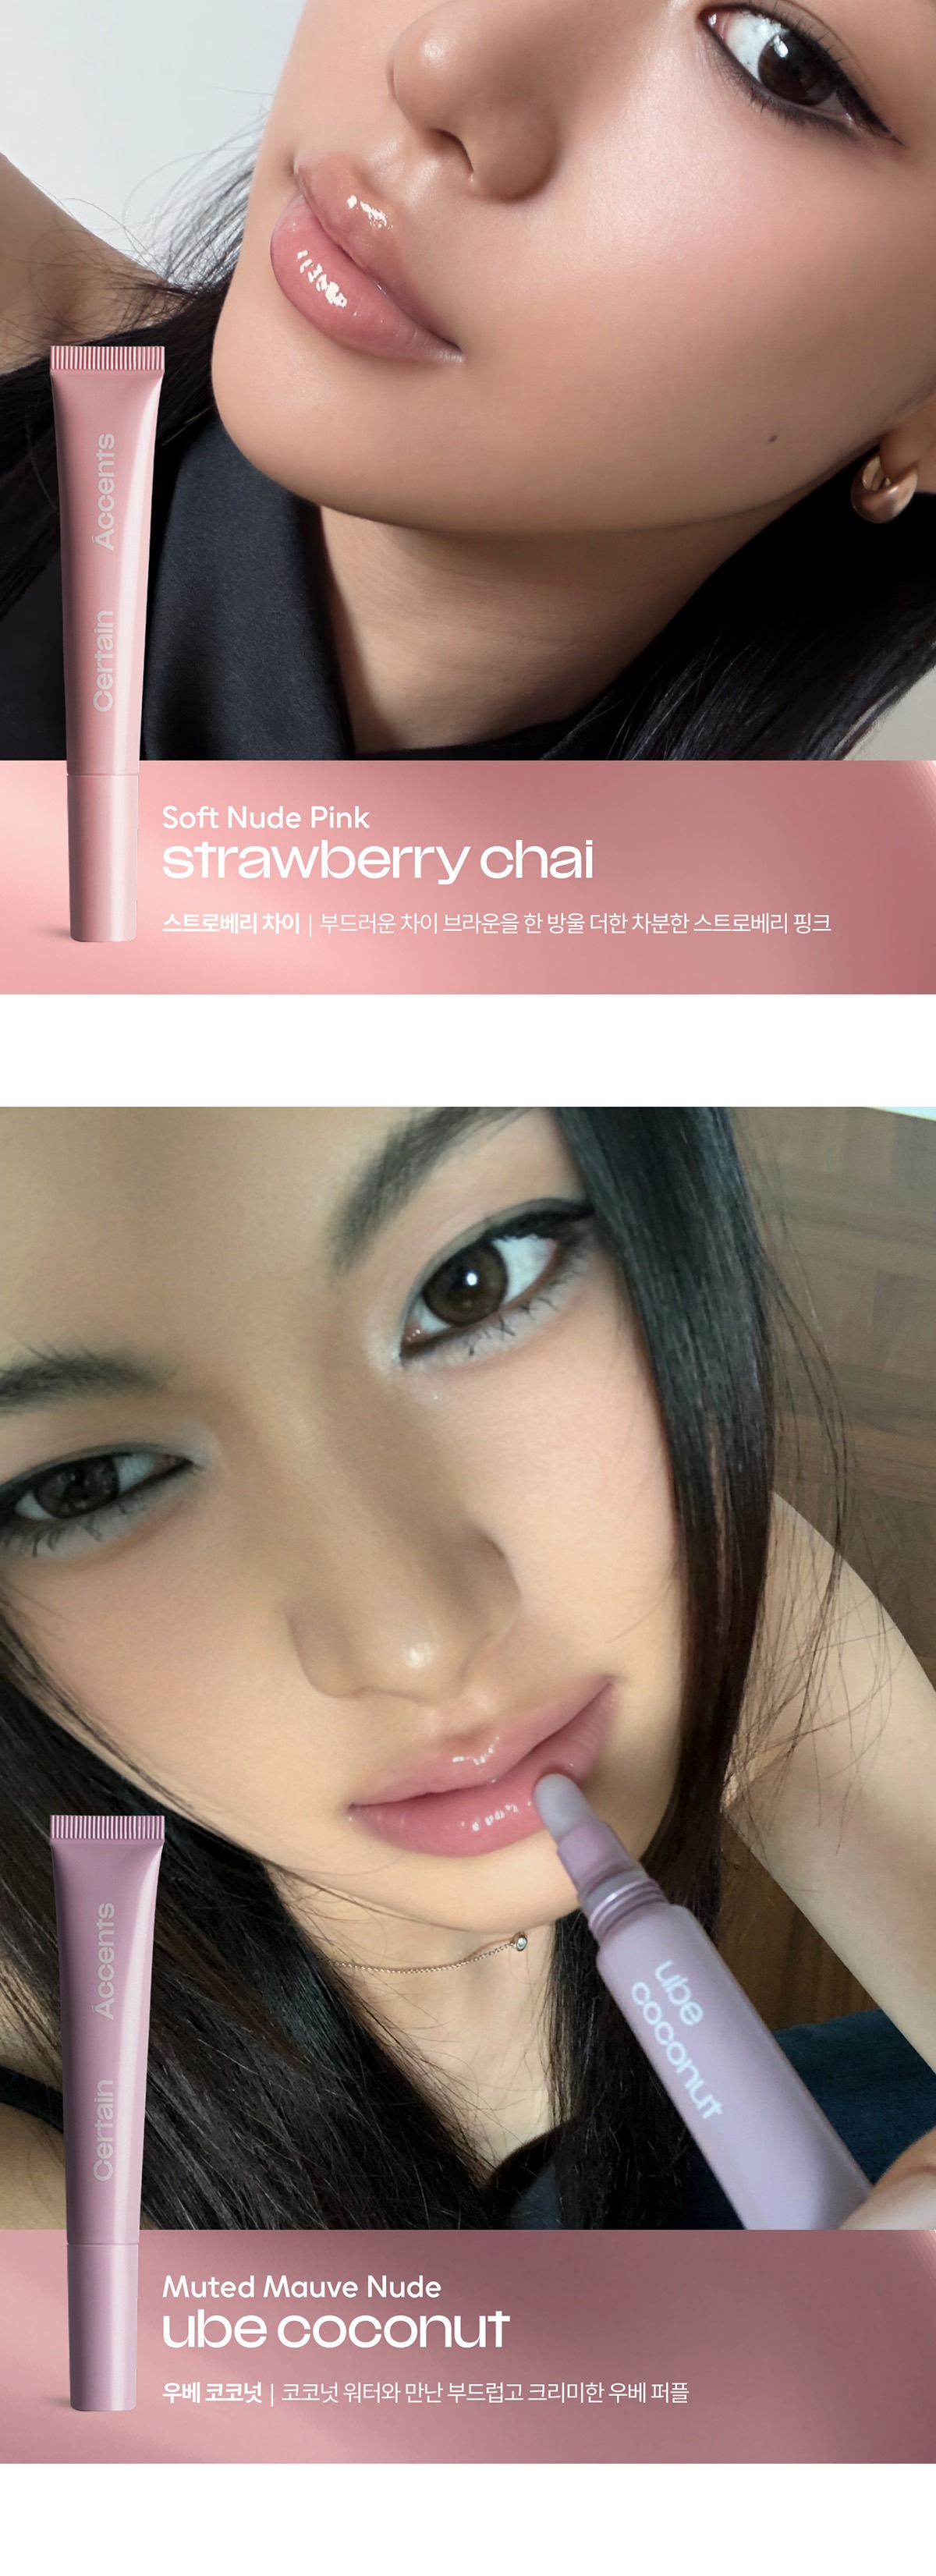 Certain Accents
Soft Nude Pink
strawberry chai
스트로베리 차이 | 부드러운 차이 브라운을 한 방울 더한 차분한 스트로베리 핑크
ube
coconut
Certain Accents
Muted Mauve Nude
ube coconut
우베 코코넛 | 코코넛 워터와 만난 부드럽고 크리미한 우베 퍼플